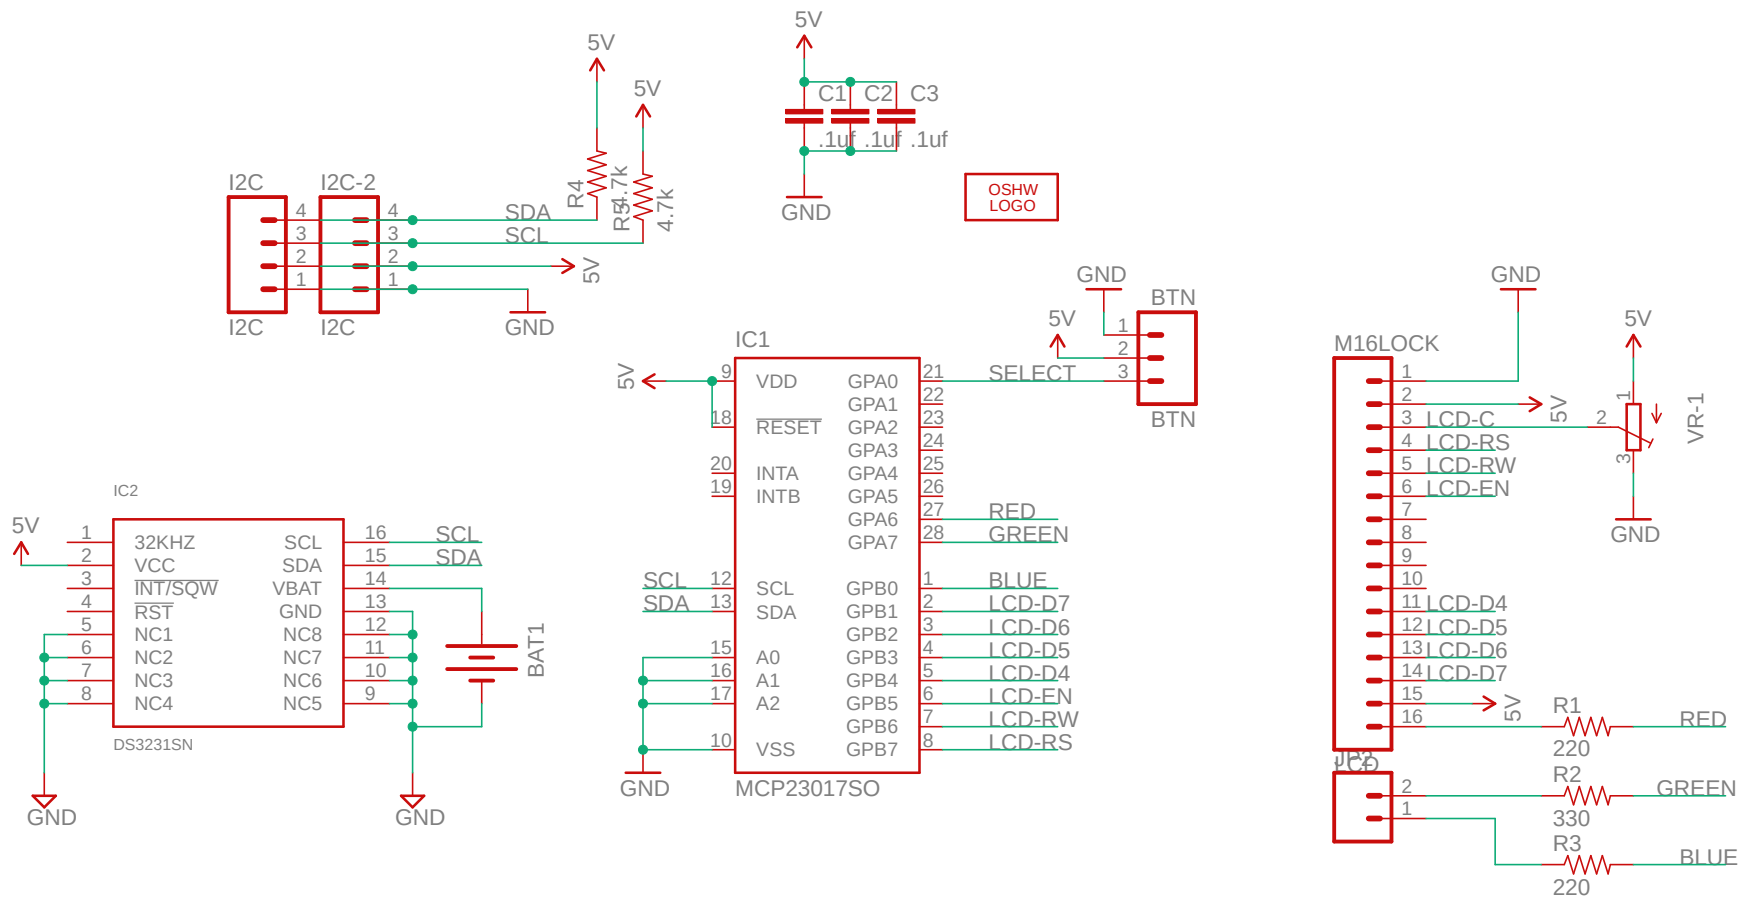 5V
5V
5V
C1
C2
C3
.1uf
.1uf
.1uf
GND
OSHW
LOGO
R4
4.7k
R5
4.7k
I2C
I2C-2
4
3
2
1
4
3
2
1
SDA
SCL
5V
GND
I2C
I2C
IC1
5V
9
18
20
19
12
13
15
16
17
10
VDD
RESET
INTA
INTB
SCL
SDA
A0
A1
A2
VSS
GPA0
GPA1
GPA2
GPA3
GPA4
GPA5
GPA6
GPA7
GPB0
GPB1
GPB2
GPB3
GPB4
GPB5
GPB6
GPB7
21
22
23
24
25
26
27
28
1
2
3
4
5
6
7
8
SELECT
RED
GREEN
BLUE
LCD-D7
LCD-D6
LCD-D5
LCD-D4
LCD-EN
LCD-RW
LCD-RS
SCL
SDA
GND
MCP23017SO
GND
5V
BTN
1
2
3
BTN
IC2
5V
1
2
3
4
5
6
7
8
32KHZ
VCC
INT/SQW
RST
NC1
NC2
NC3
NC4
SCL
SDA
VBAT
GND
NC8
NC7
NC6
NC5
16
15
14
13
12
11
10
9
SCL
SDA
BAT1
DS3231SN
GND
GND
GND
M16LOCK
1
2
3
4
5
6
7
8
9
10
11
12
13
14
15
16
5V
LCD-C
LCD-RS
LCD-RW
LCD-EN
LCD-D4
LCD-D5
LCD-D6
LCD-D7
5V
5V
1
2
3
VR-1
GND
LCD
JP2
2
1
R1
220
RED
R2
330
GREEN
R3
220
BLUE